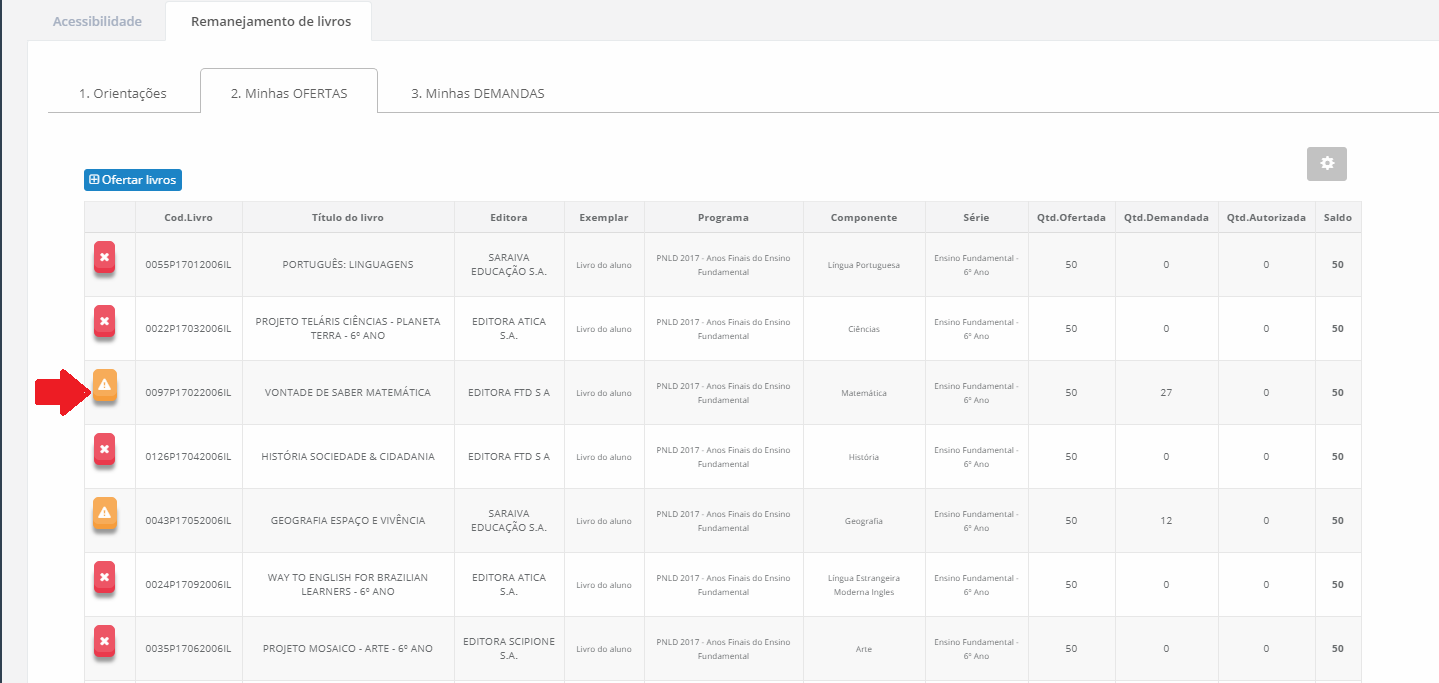 Acessibilidade Remanejamento de livros
1. Orientações 2. Minhas OFERTAS 3. Minhas DEMANDAS
Ofertar livros
Cod.Livro Título do livro Editora Exemplar Programa Componente Série Qtd.Ofertada Qtd.Demandada Qtd.Autorizada Saldo
0055P17012006IL PORTUGUÊS: LINGUAGENS SARAIVA EDUCAÇÃO S.A. Livro do aluno PNLD 2017 - Anos Finais do Ensino Fundamental Língua Portuguesa Ensino Fundamental - 6º Ano 50 0 0 50
0022P17032006IL PROJETO TELÁRIS CIÊNCIAS - PLANETA TERRA - 6º ANO EDITORA ATICA S.A. Livro do aluno PNLD 2017 - Anos Finais do Ensino Fundamental Ciências Ensino Fundamental - 6º Ano 50 0 0 50
0097P17022006IL VONTADE DE SABER MATEMÁTICA EDITORA FTD S A Livro do aluno PNLD 2017 - Anos Finais do Ensino Fundamental Matemática Ensino Fundamental - 6º Ano 50 27 0 50
0126P17042006IL HISTÓRIA SOCIEDADE & CIDADANIA EDITORA FTD S A Livro do aluno PNLD 2017 - Anos Finais do Ensino Fundamental História Ensino Fundamental - 6º Ano 50 0 0 50
0043P17052006IL GEOGRAFIA ESPAÇO E VIVÊNCIA SARAIVA EDUCAÇÃO S.A. Livro do aluno PNLD 2017 - Anos Finais do Ensino Fundamental Geografia Ensino Fundamental - 6º Ano 50 12 0 50
0024P17092006IL WAY TO ENGLISH FOR BRAZILIAN LEARNERS - 6º ANO EDITORA ATICA S.A. Livro do aluno PNLD 2017 - Anos Finais do Ensino Fundamental Língua Estrangeira Moderna Ingles Ensino Fundamental - 6º Ano 50 0 0 50
0035P17062006IL PROJETO MOSAICO - ARTE - 6º ANO EDITORA SCIPIONE S.A. Livro do aluno PNLD 2017 - Anos Finais do Ensino Fundamental Arte Ensino Fundamental - 6º Ano 50 0 0 50